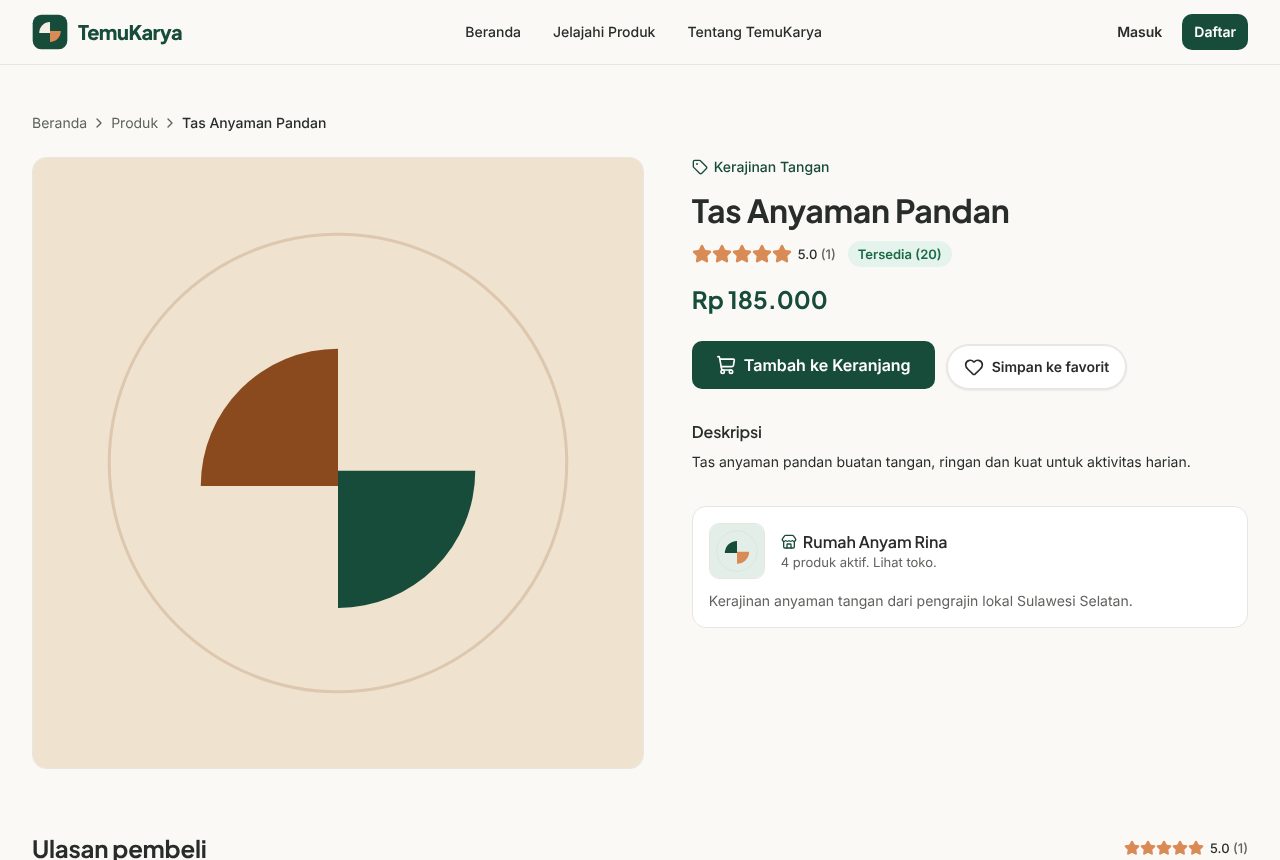 TemuKarya
Beranda
Jelajahi Produk
Tentang TemuKarya
Masuk
Daftar
Beranda > Produk > Tas Anyaman Pandan
Kerajinan Tangan
Tas Anyaman Pandan
5.0 (1)
Tersedia (20)
Rp 185.000
Tambah ke Keranjang
Simpan ke favorit
Deskripsi
Tas anyaman pandan buatan tangan, ringan dan kuat untuk aktivitas harian.
Rumah Anyam Rina
4 produk aktif. Lihat toko.
Kerajinan anyaman tangan dari pengrajin lokal Sulawesi Selatan.
Ulasan pembeli
5.0 (1)